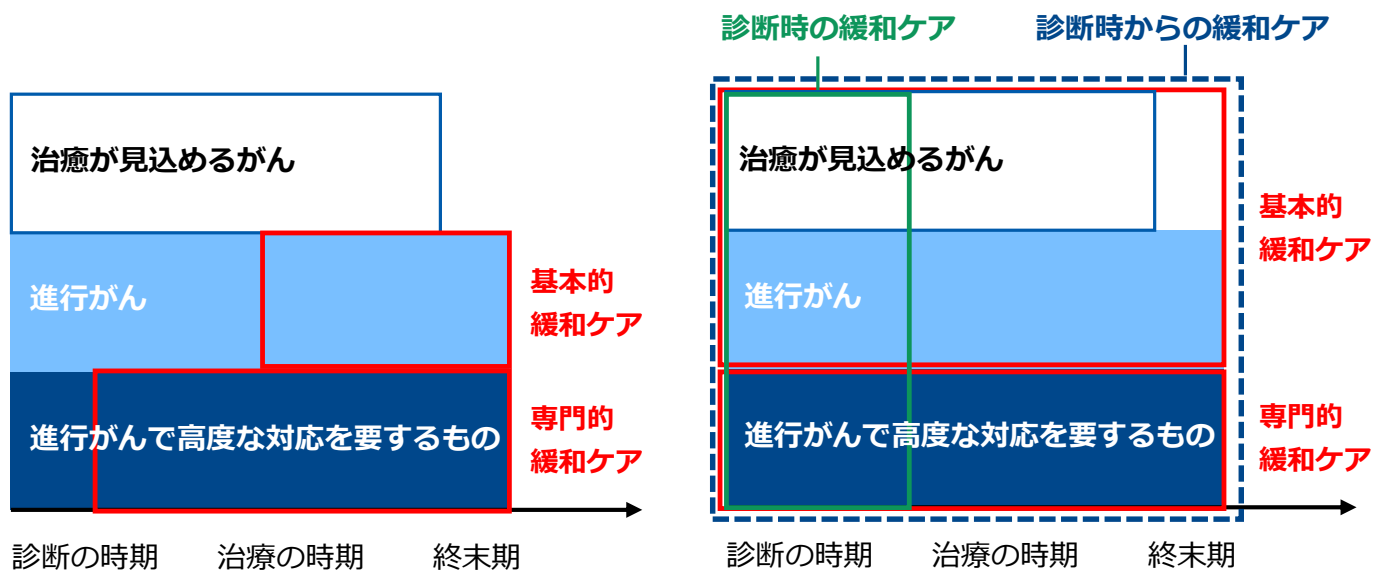 治癒が見込めるがん
進行がん
進行がんで高度な対応を要するもの
基本的
緩和ケア
専門的
緩和ケア
診断の時期
治療の時期
終末期
診断時の緩和ケア
診断時からの緩和ケア
治癒が見込めるがん
進行がん
進行がんで高度な対応を要するもの
基本的
緩和ケア
専門的
緩和ケア
診断の時期
治療の時期
終末期